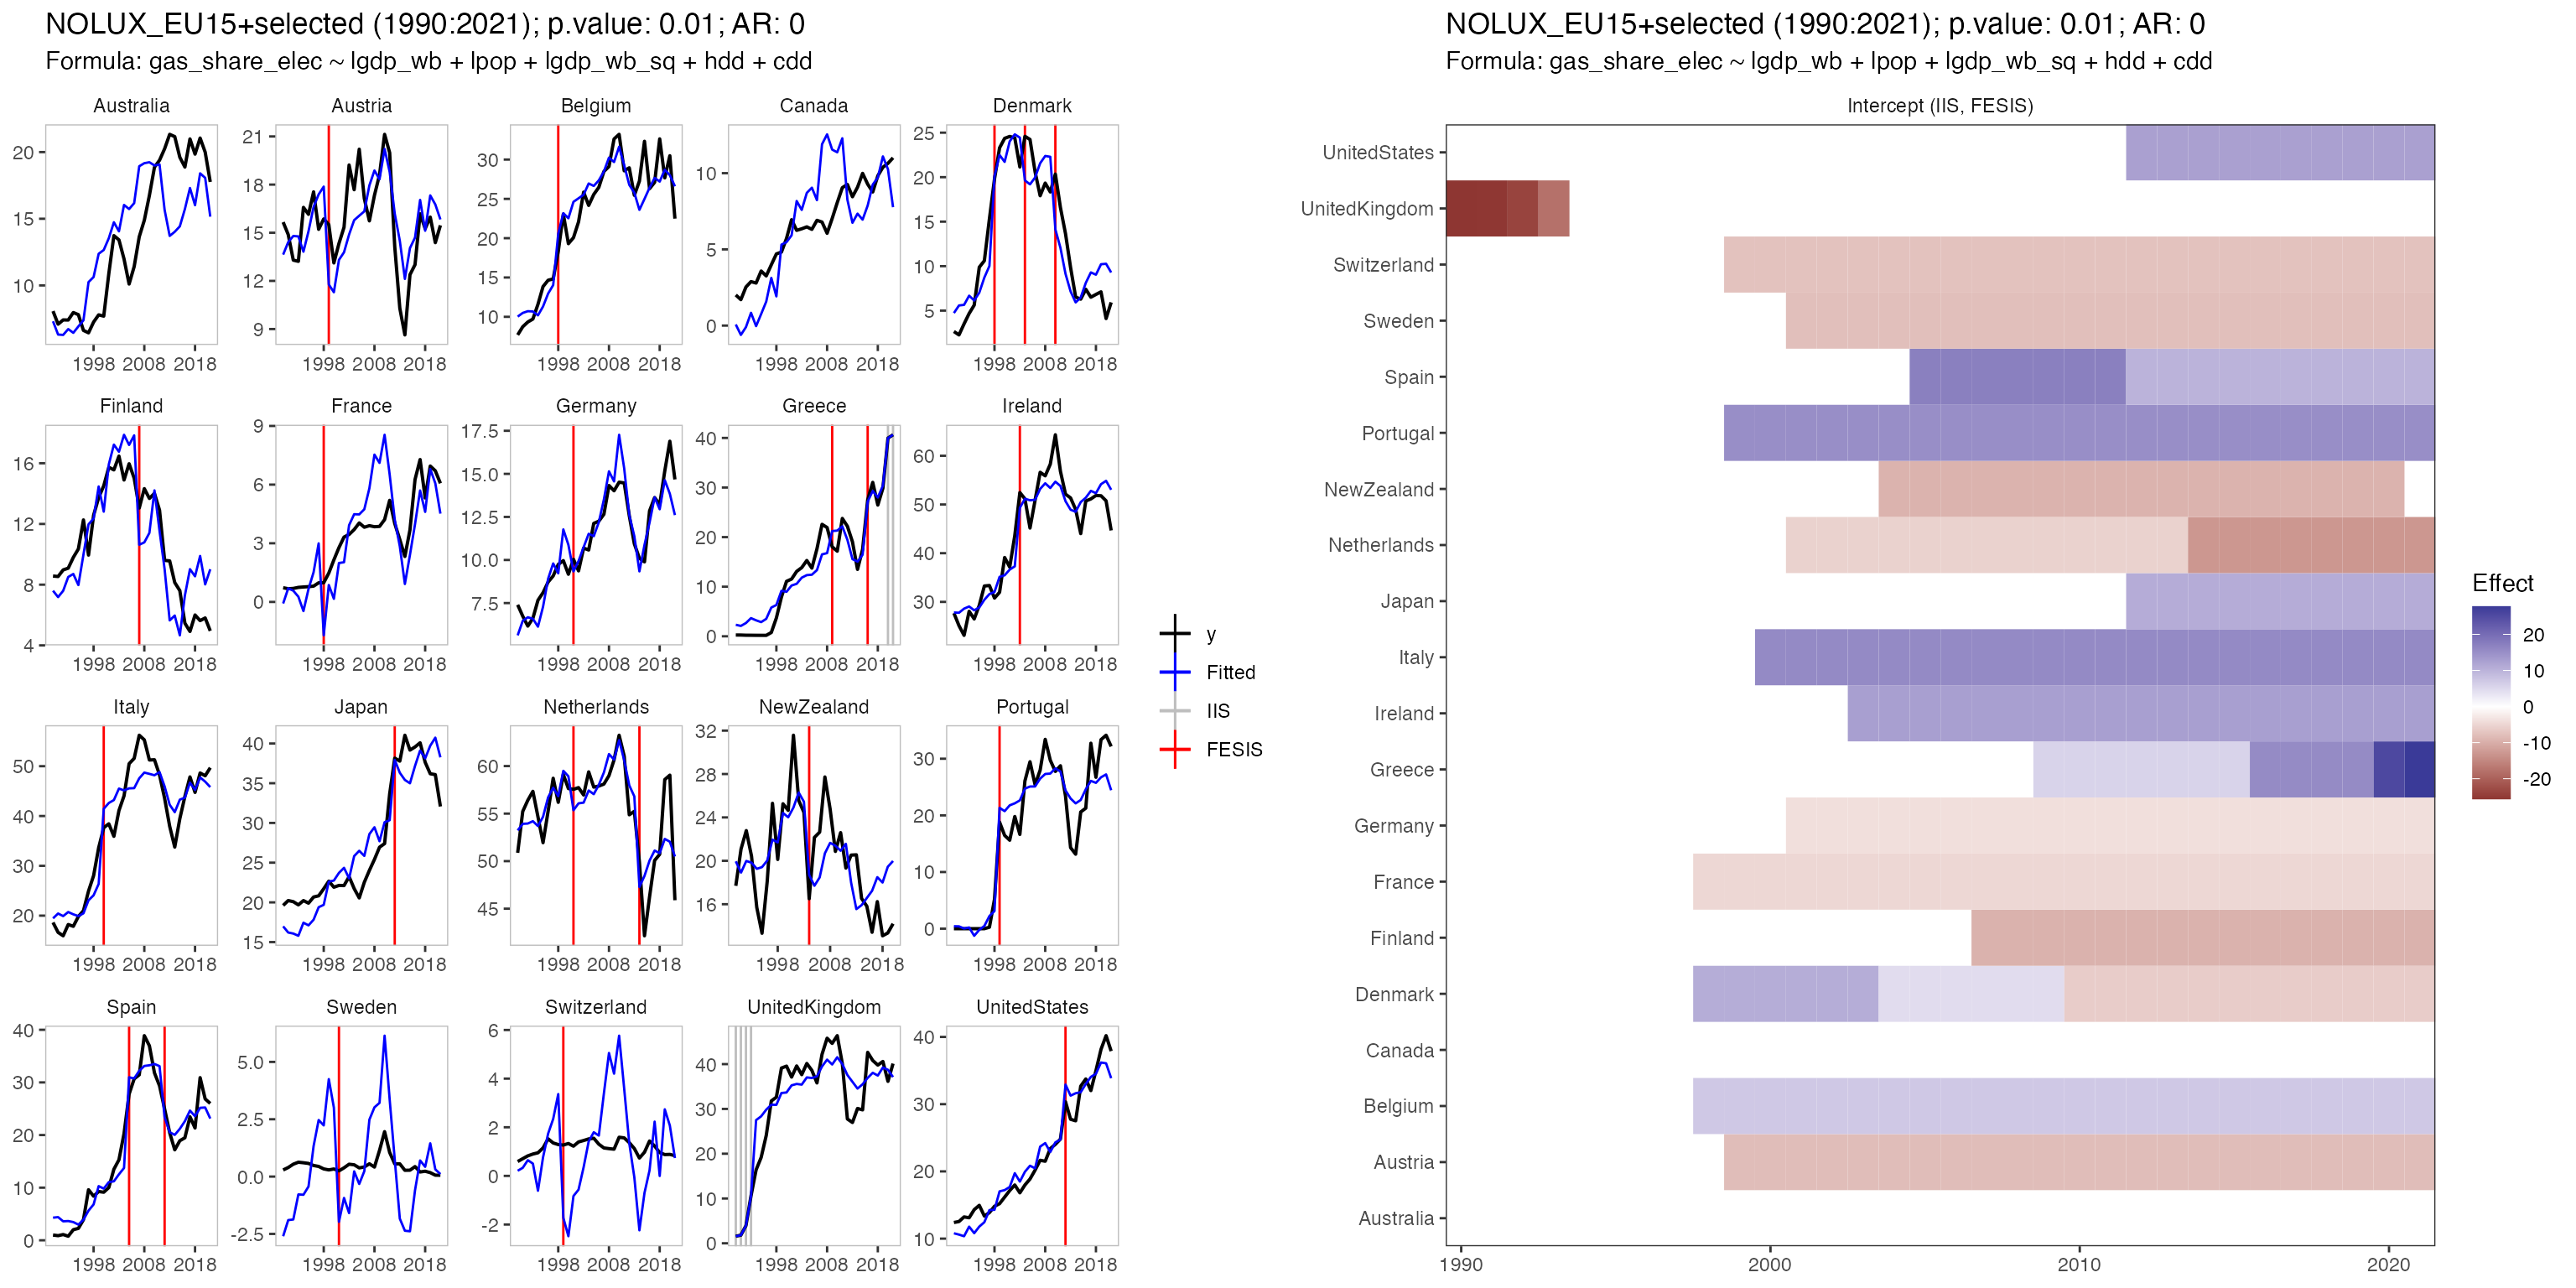 NOLUX_EU15+selected (1990:2021); p.value: 0.01; AR: 0
Formula: gas_share_elec ~ lgdp_wb + lpop + lgdp_wb_sq + hdd + cdd
Australia
Austria
Belgium
Canada
Denmark
20
15
10
1998 2008 2018
21
18
15
12
9
1998 2008 2018
30
25
20
15
10
1998 2008 2018
10
5
0
1998 2008 2018
25
20
15
10
5
1998 2008 2018
Finland
France
Germany
Greece
Ireland
16
12
8
4
1998 2008 2018
9
6
3
0
1998 2008 2018
17.5
15.0
12.5
10.0
7.5
1998 2008 2018
40
30
20
10
0
1998 2008 2018
60
50
40
30
1998 2008 2018
Italy
Japan
Netherlands
NewZealand
Portugal
50
40
30
20
1998 2008 2018
40
35
30
25
20
15
1998 2008 2018
60
55
50
45
1998 2008 2018
32
28
24
20
16
1998 2008 2018
30
20
10
0
1998 2008 2018
Spain
Sweden
Switzerland
UnitedKingdom
UnitedStates
40
30
20
10
0
1998 2008 2018
5.0
2.5
0.0
-2.5
1998 2008 2018
6
4
2
0
-2
1998 2008 2018
40
30
20
10
0
1998 2008 2018
40
30
20
10
1998 2008 2018
y
Fitted
IIS
FESIS
NOLUX_EU15+selected (1990:2021); p.value: 0.01; AR: 0
Formula: gas_share_elec ~ lgdp_wb + lpop + lgdp_wb_sq + hdd + cdd
Intercept (IIS, FESIS)
UnitedStates
UnitedKingdom
Switzerland
Sweden
Spain
Portugal
NewZealand
Netherlands
Japan
Italy
Ireland
Greece
Germany
France
Finland
Denmark
Canada
Belgium
Austria
Australia
1990
2000
2010
2020
Effect
20
10
0
-10
-20